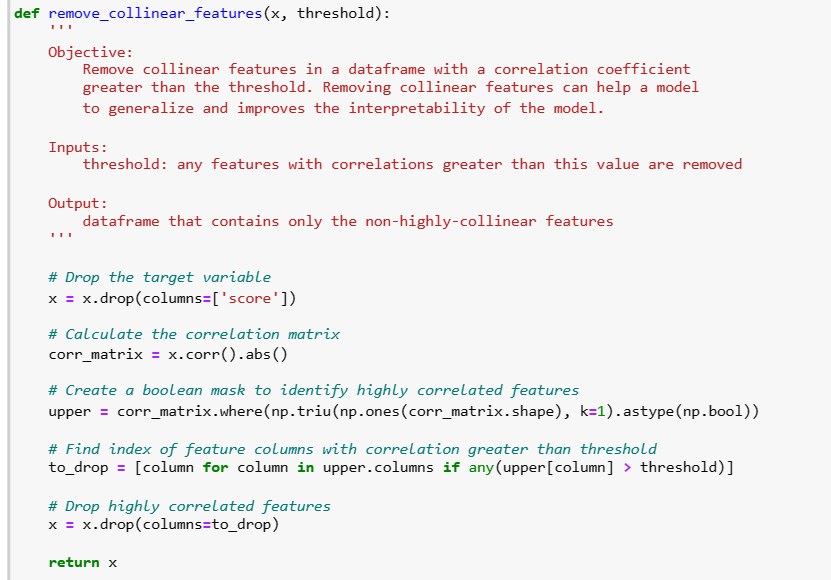 def remove_collinear_features(x, threshold):
    '''
    Objective:
        Remove collinear features in a dataframe with a correlation coefficient
        greater than the threshold. Removing collinear features can help a model
        to generalize and improves the interpretability of the model.

    Inputs:
        threshold: any features with correlations greater than this value are removed

    Output:
        dataframe that contains only the non-highly-collinear features
    '''

    # Drop the target variable
    x = x.drop(columns=['score'])

    # Calculate the correlation matrix
    corr_matrix = x.corr().abs()

    # Create a boolean mask to identify highly correlated features
    upper = corr_matrix.where(np.triu(np.ones(corr_matrix.shape), k=1).astype(np.bool))

    # Find index of feature columns with correlation greater than threshold
    to_drop = [column for column in upper.columns if any(upper[column] > threshold)]

    # Drop highly correlated features
    x = x.drop(columns=to_drop)

    return x